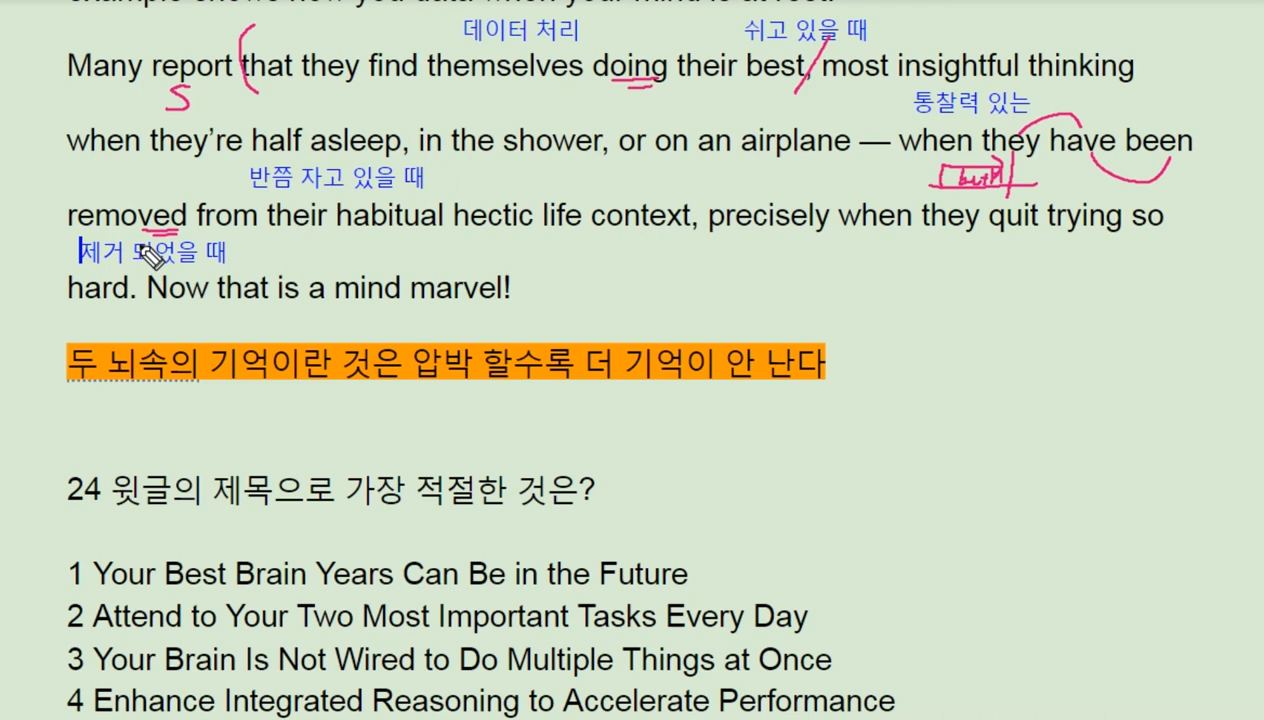 데이터 처리 쉬고 있을 때
Many report that they find themselves doing their best, most insightful thinking
S
통찰력 있는
when they're half asleep, in the shower, or on an airplane — when they have been
반쯤 자고 있을 때
removed from their habitual hectic life context, precisely when they quit trying so
제거 되었을 때
hard. Now that is a mind marvel!
두 뇌속의 기억이란 것은 압박 할수록 더 기억이 안 난다
24 윗글의 제목으로 가장 적절한 것은?
1 Your Best Brain Years Can Be in the Future
2 Attend to Your Two Most Important Tasks Every Day
3 Your Brain Is Not Wired to Do Multiple Things at Once
4 Enhance Integrated Reasoning to Accelerate Performance